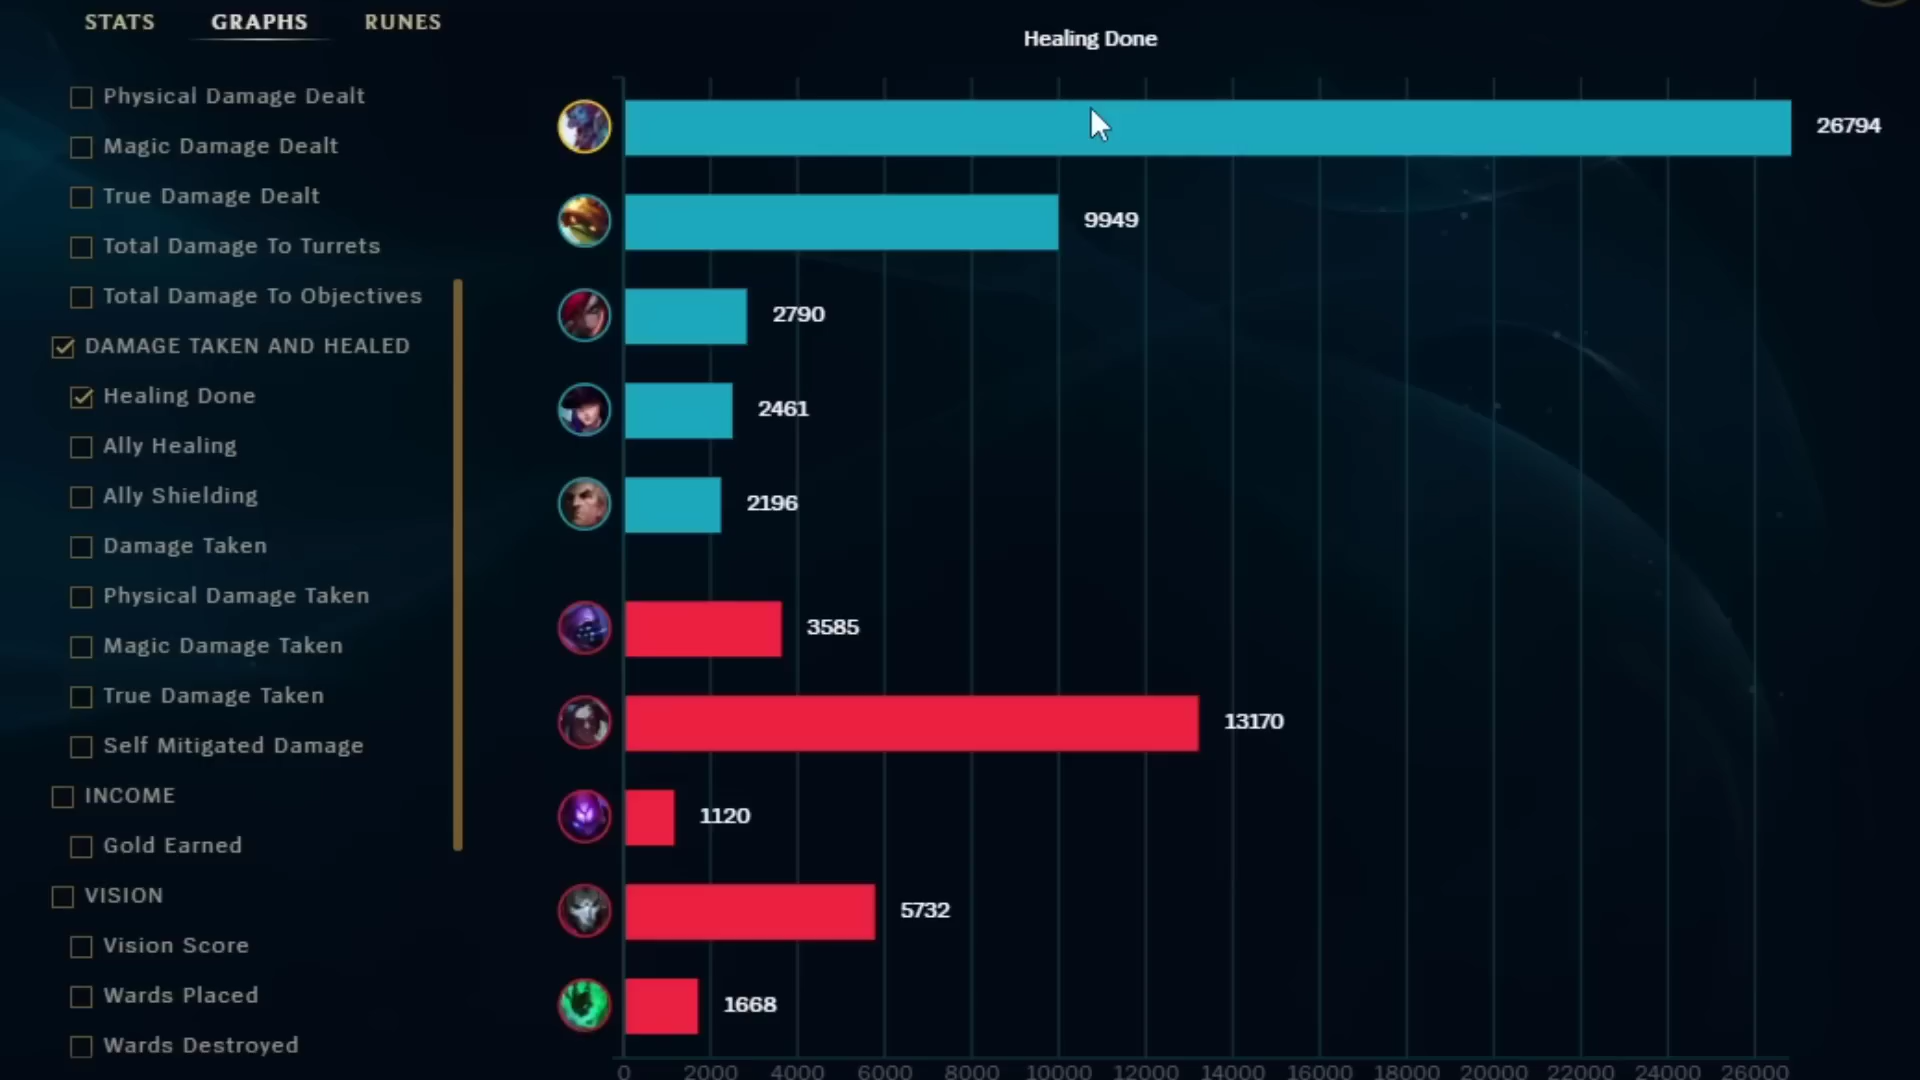 STATS GRAPHS RUNES
Healing Done
Physical Damage Dealt
Magic Damage Dealt
True Damage Dealt
Total Damage To Turrets
Total Damage To Objectives
DAMAGE TAKEN AND HEALED
Healing Done
Ally Healing
Ally Shielding
Damage Taken
Physical Damage Taken
Magic Damage Taken
True Damage Taken
Self Mitigated Damage
INCOME
Gold Earned
VISION
Vision Score
Wards Placed
Wards Destroyed
26794
9949
2790
2461
2196
3585
13170
1120
5732
1668
0 2000 4000 6000 8000 10000 12000 14000 16000 18000 20000 22000 24000 26000